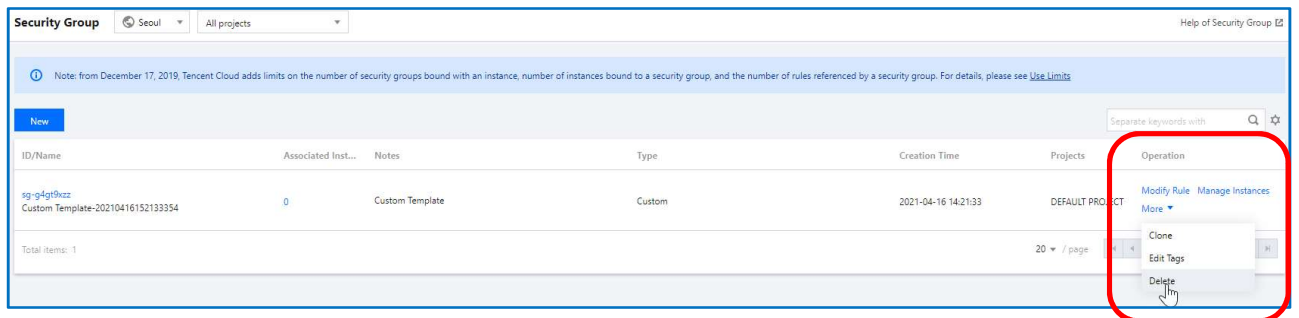 Security Group Seoul All projects Help of Security Group
Note: from December 17, 2019, Tencent Cloud adds limits on the number of security groups bound with an instance, number of instances bound to a security group, and the number of rules referenced by a security group. For details, please see Use Limits
New Separate keywords with
ID/Name Associated Inst... Notes Type Creation Time Projects Operation
sg-g4gt9xzz
Custom Template-20210416152133354 0 Custom Template Custom 2021-04-16 14:21:33 DEFAULT PROJECT Modify Rule Manage Instances
More
Total items: 1 20 / page
Clone
Edit Tags
Delete